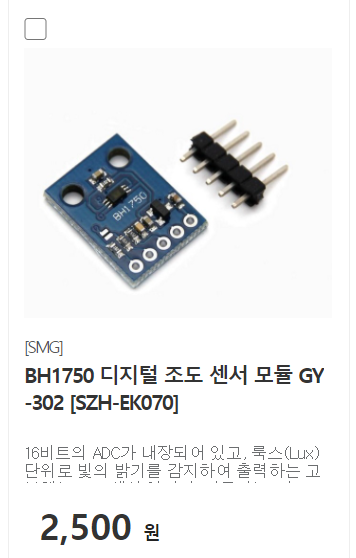 BH1750
[SMG]
BH1750 디지털 조도 센서 모듈 GY
-302 [SZH-EK070]
16비트의 ADC가 내장되어 있고, 룩스(Lux)
단위로 빛의 밝기를 감지하여 출력하는 고
2,500 원